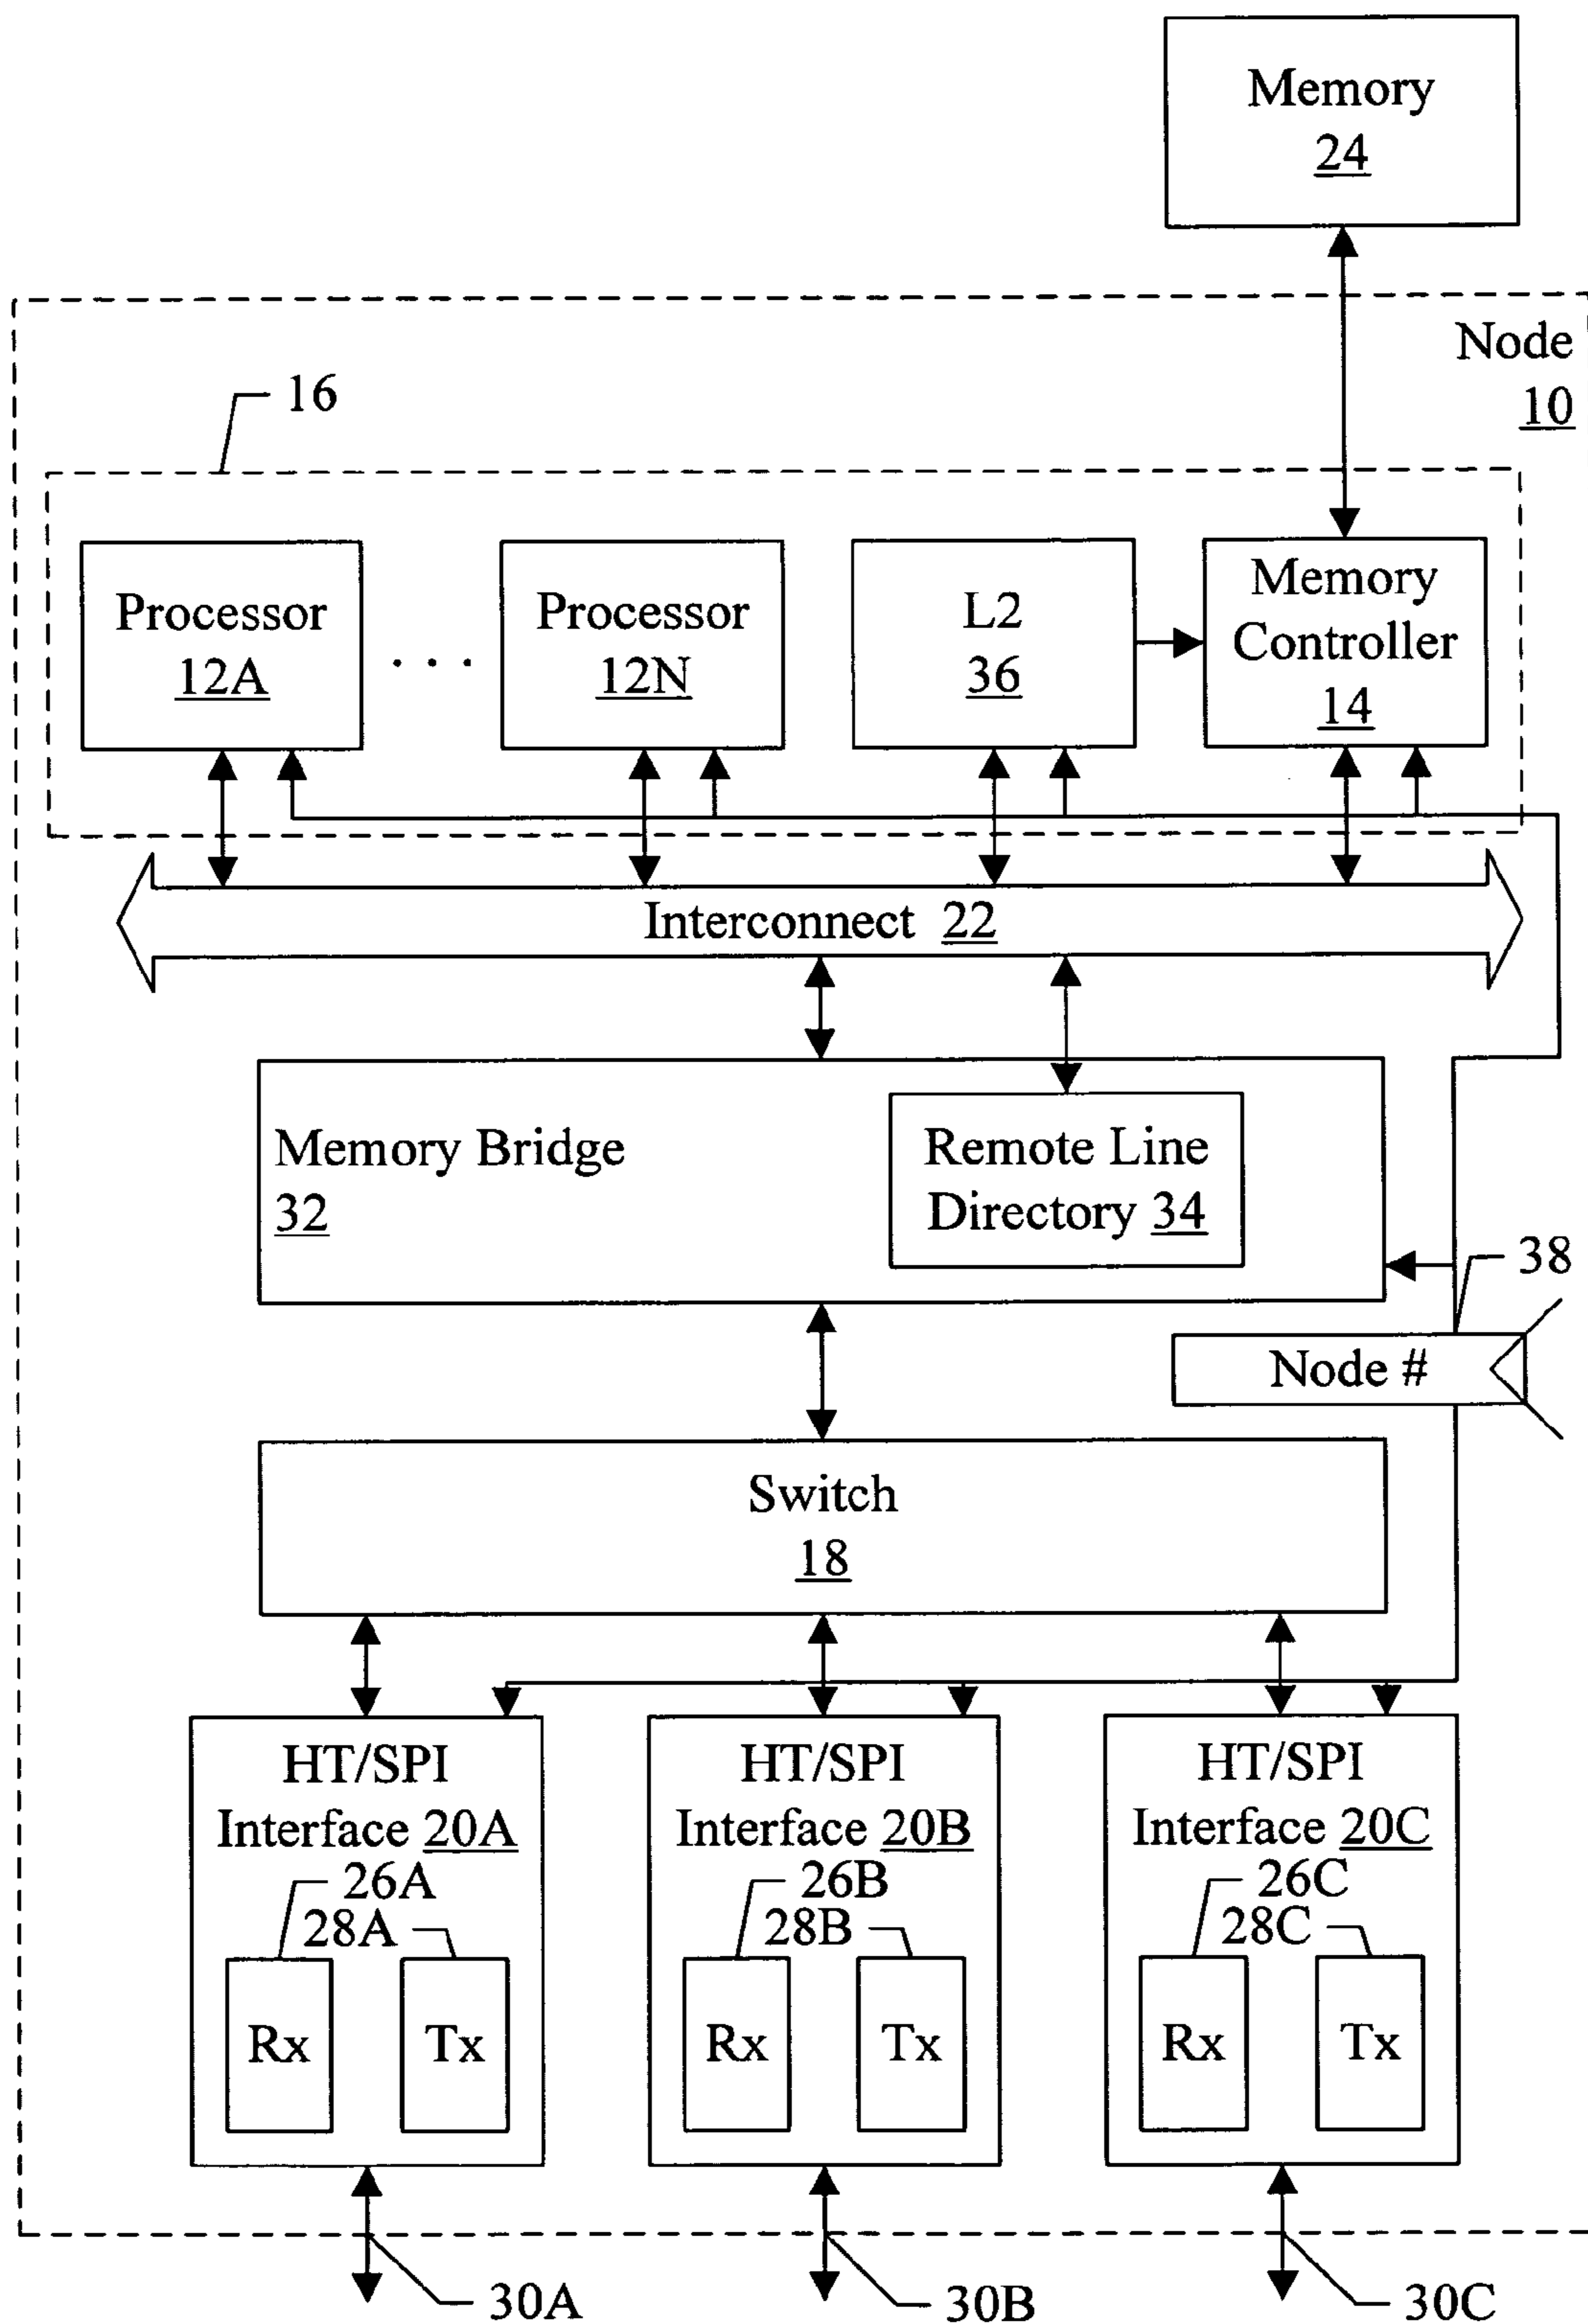 Memory
24
Node
10
16
Processor
12A
. . .
Processor
12N
L2
36
Memory
Controller
14
Interconnect 22
Memory Bridge
32
Remote Line
Directory 34
38
Node #
Switch
18
HT/SPI
Interface 20A
26A
28A
Rx
Tx
HT/SPI
Interface 20B
26B
28B
Rx
Tx
HT/SPI
Interface 20C
26C
28C
Rx
Tx
30A
30B
30C